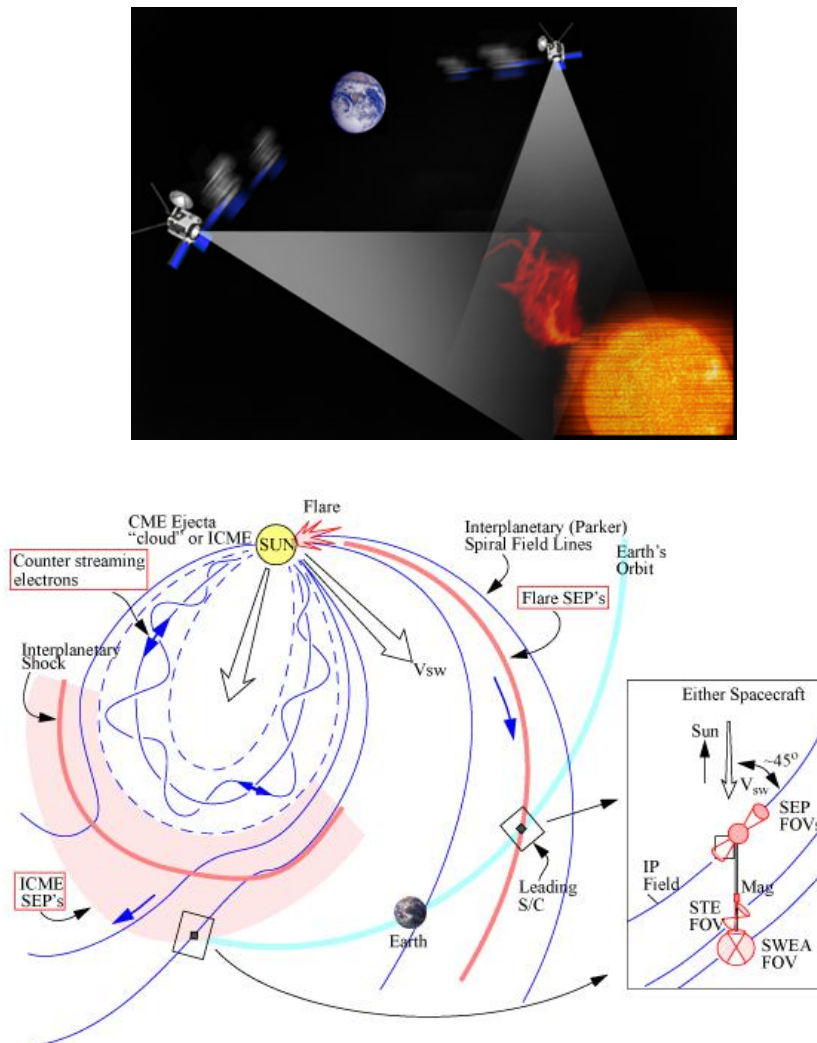 Flare
CME Ejecta
“cloud” or ICME
SUN
Counter streaming
electrons
Interplanetary
Shock
Interplanetary (Parker)
Spiral Field Lines
Earth's
Orbit
Flare SEP's
Vsw
ICME
SEP's
Earth
Leading
S/C
Either Spacecraft
Sun
~45°
Vsw
SEP
FOVs
IP
Field
Mag
STE
FOV
SWEA
FOV